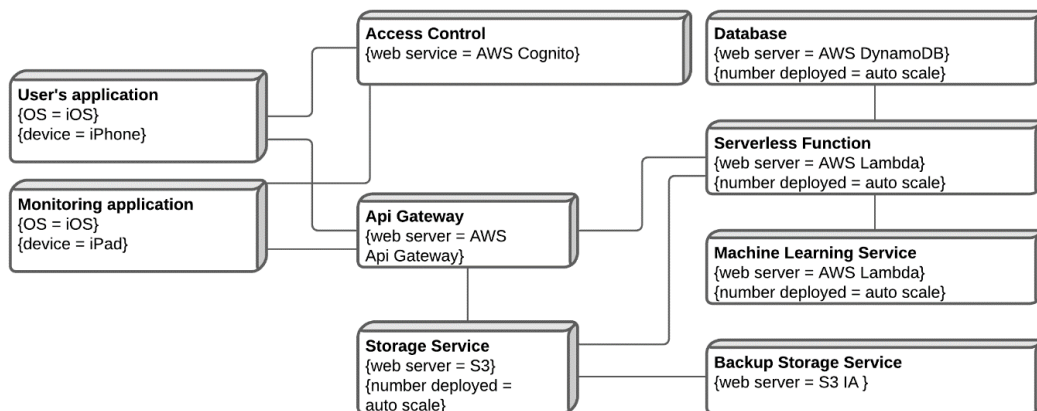 Access Control
{web service = AWS Cognito}
Database
{web server = AWS DynamoDB}
{number deployed = auto scale}
User's application
{OS = iOS}
{device = iPhone}
Serverless Function
{web server = AWS Lambda}
{number deployed = auto scale}
Monitoring application
{OS = iOS}
{device = iPad}
Api Gateway
{web server = AWS
Api Gateway}
Machine Learning Service
{web server = AWS Lambda}
{number deployed = auto scale}
Storage Service
{web server = S3}
{number deployed =
auto scale}
Backup Storage Service
{web server = S3 IA }